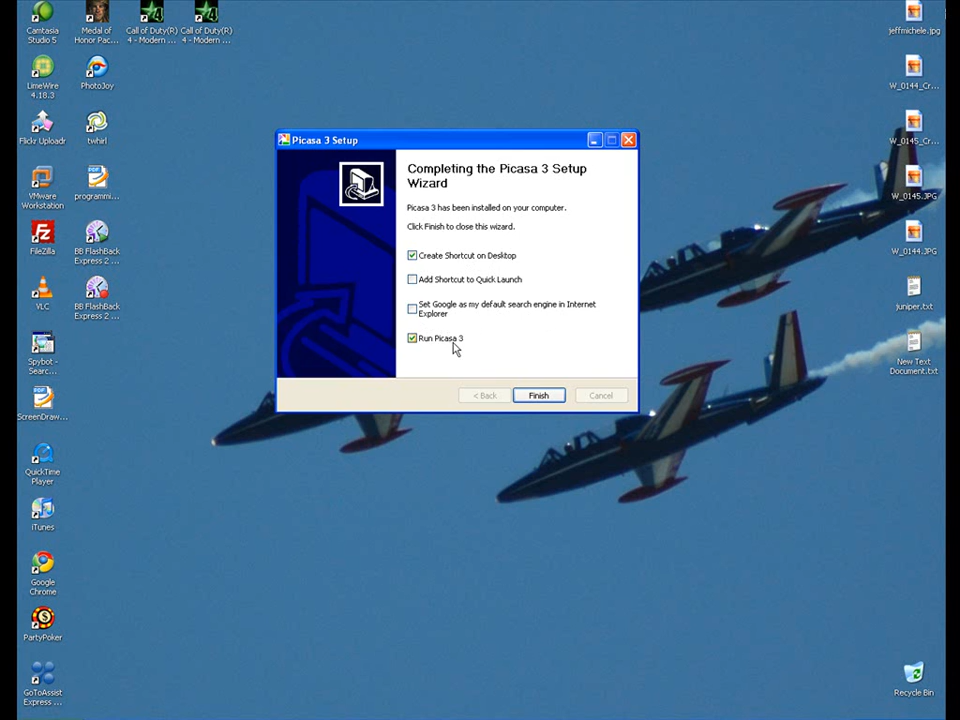 Camtasia
Studio 5
Medal of
Honor Pac...
Call of Duty(R)
4 - Modern ...
Call of Duty(R)
4 - Modern ...
LimeWire
4.18.3
PhotoJoy
Flickr Uploadr
twhirl
VMware
Workstation
programmi...
FileZilla
BB FlashBack
Express 2 ...
VLC
BB FlashBack
Express 2 ...
Spybot -
Searc...
ScreenDraw...
QuickTime
Player
iTunes
Google
Chrome
PartyPoker
GoToAssist
Express ...
Picasa 3 Setup
Completing the Picasa 3 Setup
Wizard
Picasa 3 has been installed on your computer.
Click Finish to close this wizard.
Create Shortcut on Desktop
Add Shortcut to Quick Launch
Set Google as my default search engine in Internet
Explorer
Run Picasa 3
< Back
Finish
Cancel
jeffmichele.jpg
W_0144_Cr...
W_0145_Cr...
W_0145.JPG
W_0144.JPG
juniper.txt
New Text
Document.txt
Recycle Bin